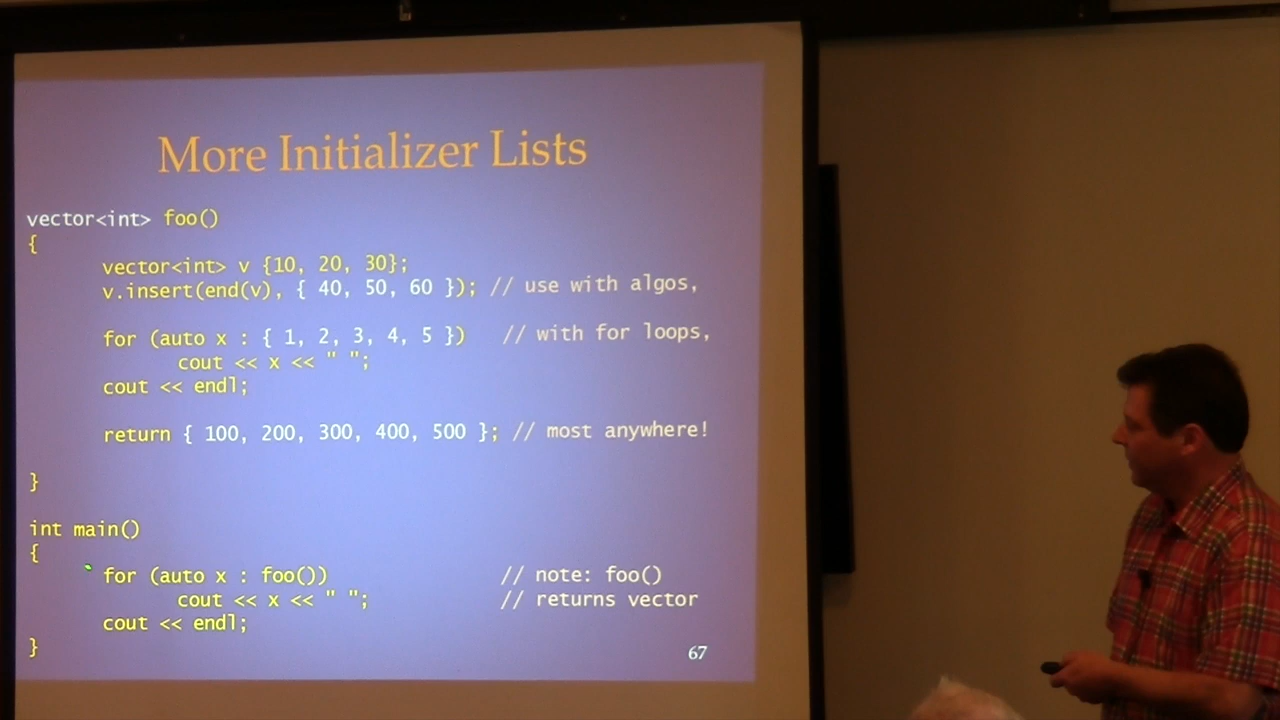 More Initializer Lists
vector<int> foo()
{
vector<int> v {10, 20, 30};
v.insert(end(v), { 40, 50, 60 }); // use with algos,
for (auto x : { 1, 2, 3, 4, 5 }) // with for loops,
cout << x << " ";
cout << endl;
return { 100, 200, 300, 400, 500 }; // most anywhere!
}
int main()
{
for (auto x : foo()) // note: foo()
cout << x << " "; // returns vector
cout << endl;
}
67